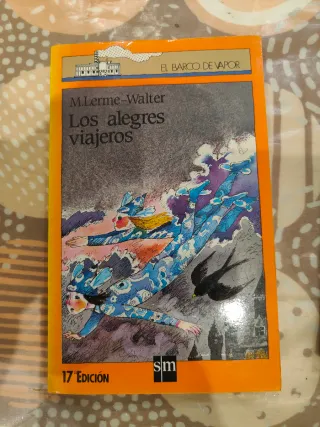 EL BARCO DE VAPOR
M. Lerme-Walter
Los alegres
viajeros
17ª EDICIÓN
sm